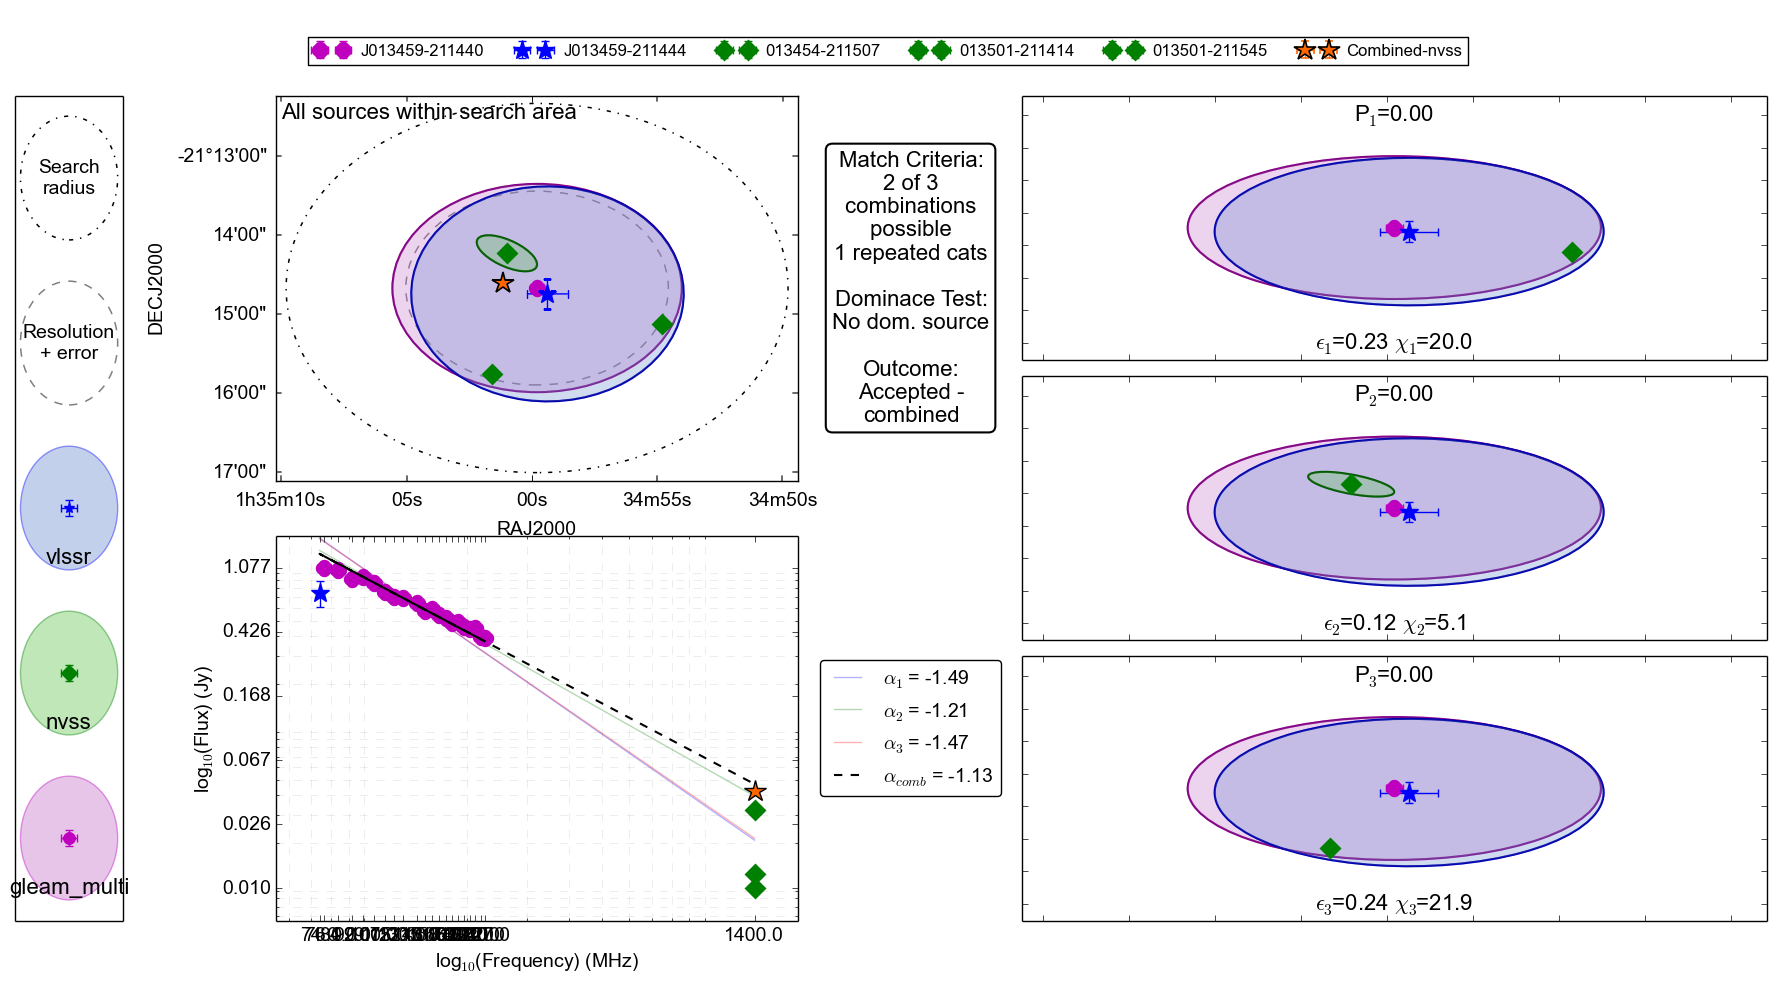 J013459-211440 J013459-211444 013454-211507 013501-211414 013501-211545 Combined-nvss
Search
radius
Resolution
+ error
vlssr
nvss
gleam_multi
All sources within search area
DECJ2000
-21°13'00"
14'00"
15'00"
16'00"
17'00"
1h35m10s 05s 00s 34m55s 34m50s
RAJ2000
Match Criteria:
2 of 3
combinations
possible
1 repeated cats
Dominace Test:
No dom. source
Outcome:
Accepted -
combined
log10(Flux) (Jy)
1.077
0.426
0.168
0.067
0.026
0.010
1400.0
log10(Frequency) (MHz)
α1 = -1.49
α2 = -1.21
α3 = -1.47
αcomb = -1.13
P1=0.00
ϵ1=0.23 χ1=20.0
P2=0.00
ϵ2=0.12 χ2=5.1
P3=0.00
ϵ3=0.24 χ3=21.9